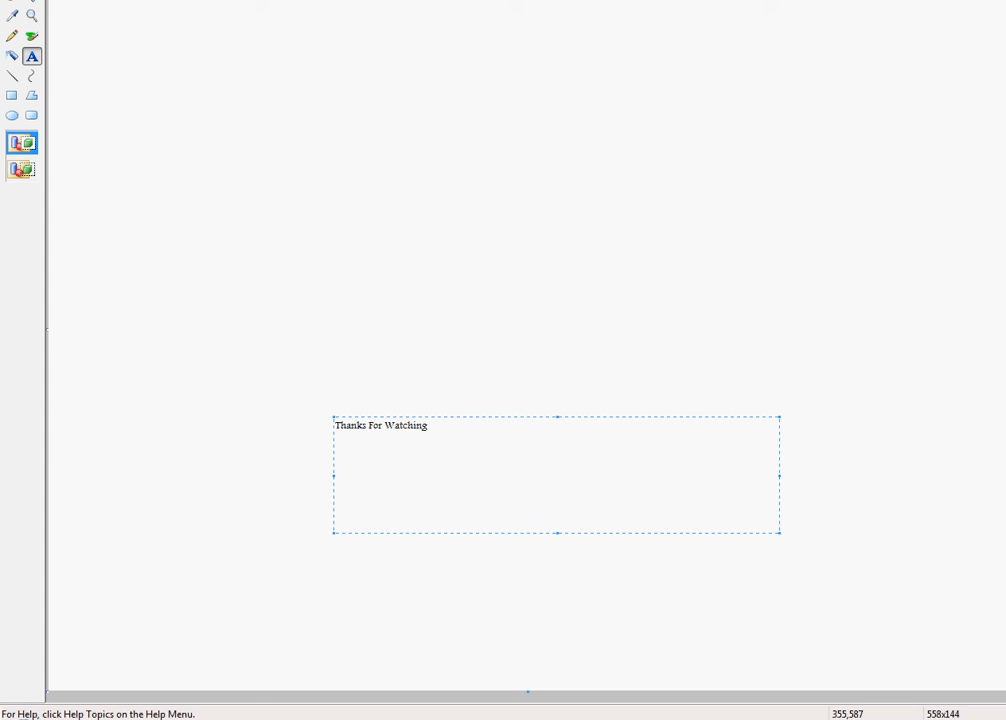 A
Thanks For Watching
For Help, click Help Topics on the Help Menu.
355,587
558x144